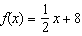 f(x) = 1/2 x + 8